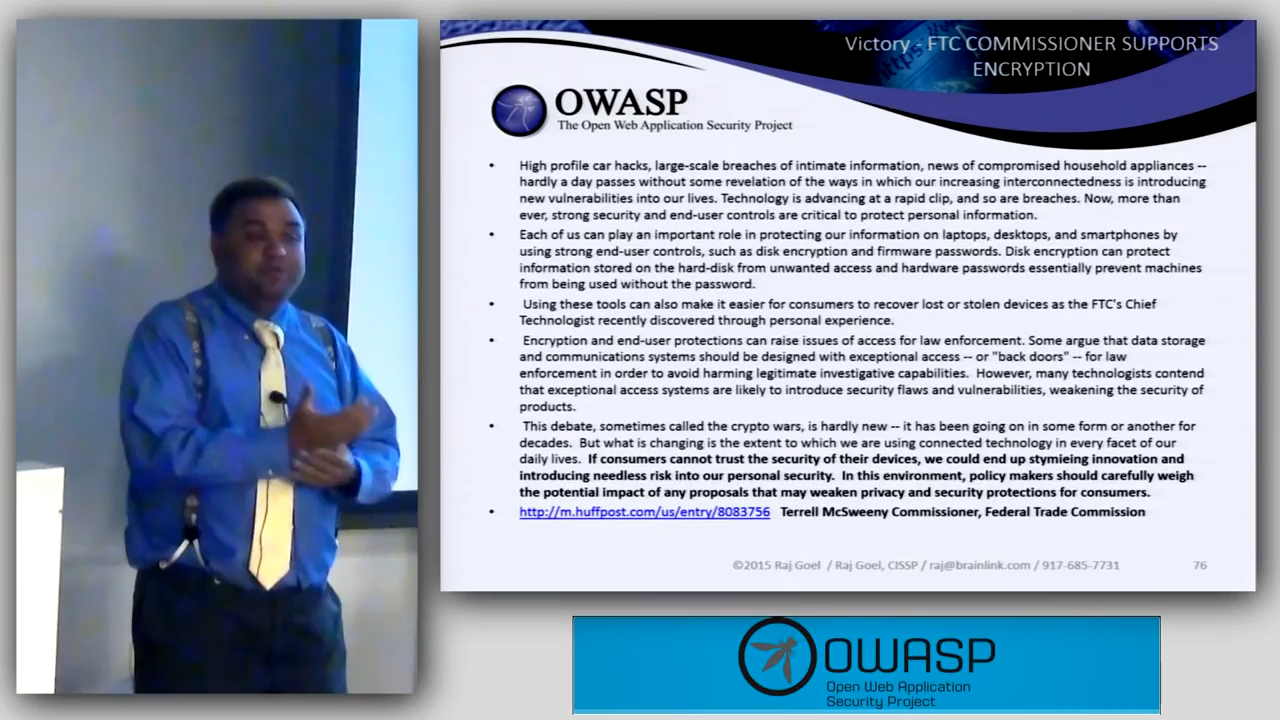 Victory - FTC COMMISSIONER SUPPORTS
ENCRYPTION
OWASP
The Open Web Application Security Project
• High profile car hacks, large-scale breaches of intimate information, news of compromised household appliances --
hardly a day passes without some revelation of the ways in which our increasing interconnectedness is introducing
new vulnerabilities into our lives. Technology is advancing at a rapid clip, and so are breaches. Now, more than
ever, strong security and end-user controls are critical to protect personal information.
• Each of us can play an important role in protecting our information on laptops, desktops, and smartphones by
using strong end-user controls, such as disk encryption and firmware passwords. Disk encryption can protect
information stored on the hard-disk from unwanted access and hardware passwords essentially prevent machines
from being used without the password.
• Using these tools can also make it easier for consumers to recover lost or stolen devices as the FTC's Chief
Technologist recently discovered through personal experience.
• Encryption and end-user protections can raise issues of access for law enforcement. Some argue that data storage
and communications systems should be designed with exceptional access -- or "back doors" -- for law
enforcement in order to avoid harming legitimate investigative capabilities. However, many technologists contend
that exceptional access systems are likely to introduce security flaws and vulnerabilities, weakening the security of
products.
• This debate, sometimes called the crypto wars, is hardly new -- it has been going on in some form or another for
decades. But what is changing is the extent to which we are using connected technology in every facet of our
daily lives. If consumers cannot trust the security of their devices, we could end up stymieing innovation and
introducing needless risk into our personal security. In this environment, policy makers should carefully weigh
the potential impact of any proposals that may weaken privacy and security protections for consumers.
• http://m.huffpost.com/us/entry/8083756 Terrell McSweeny Commissioner, Federal Trade Commission
©2015 Raj Goel / Raj Goel, CISSP / raj@brainlink.com / 917-685-7731
76
OWASP
Open Web Application
Security Project